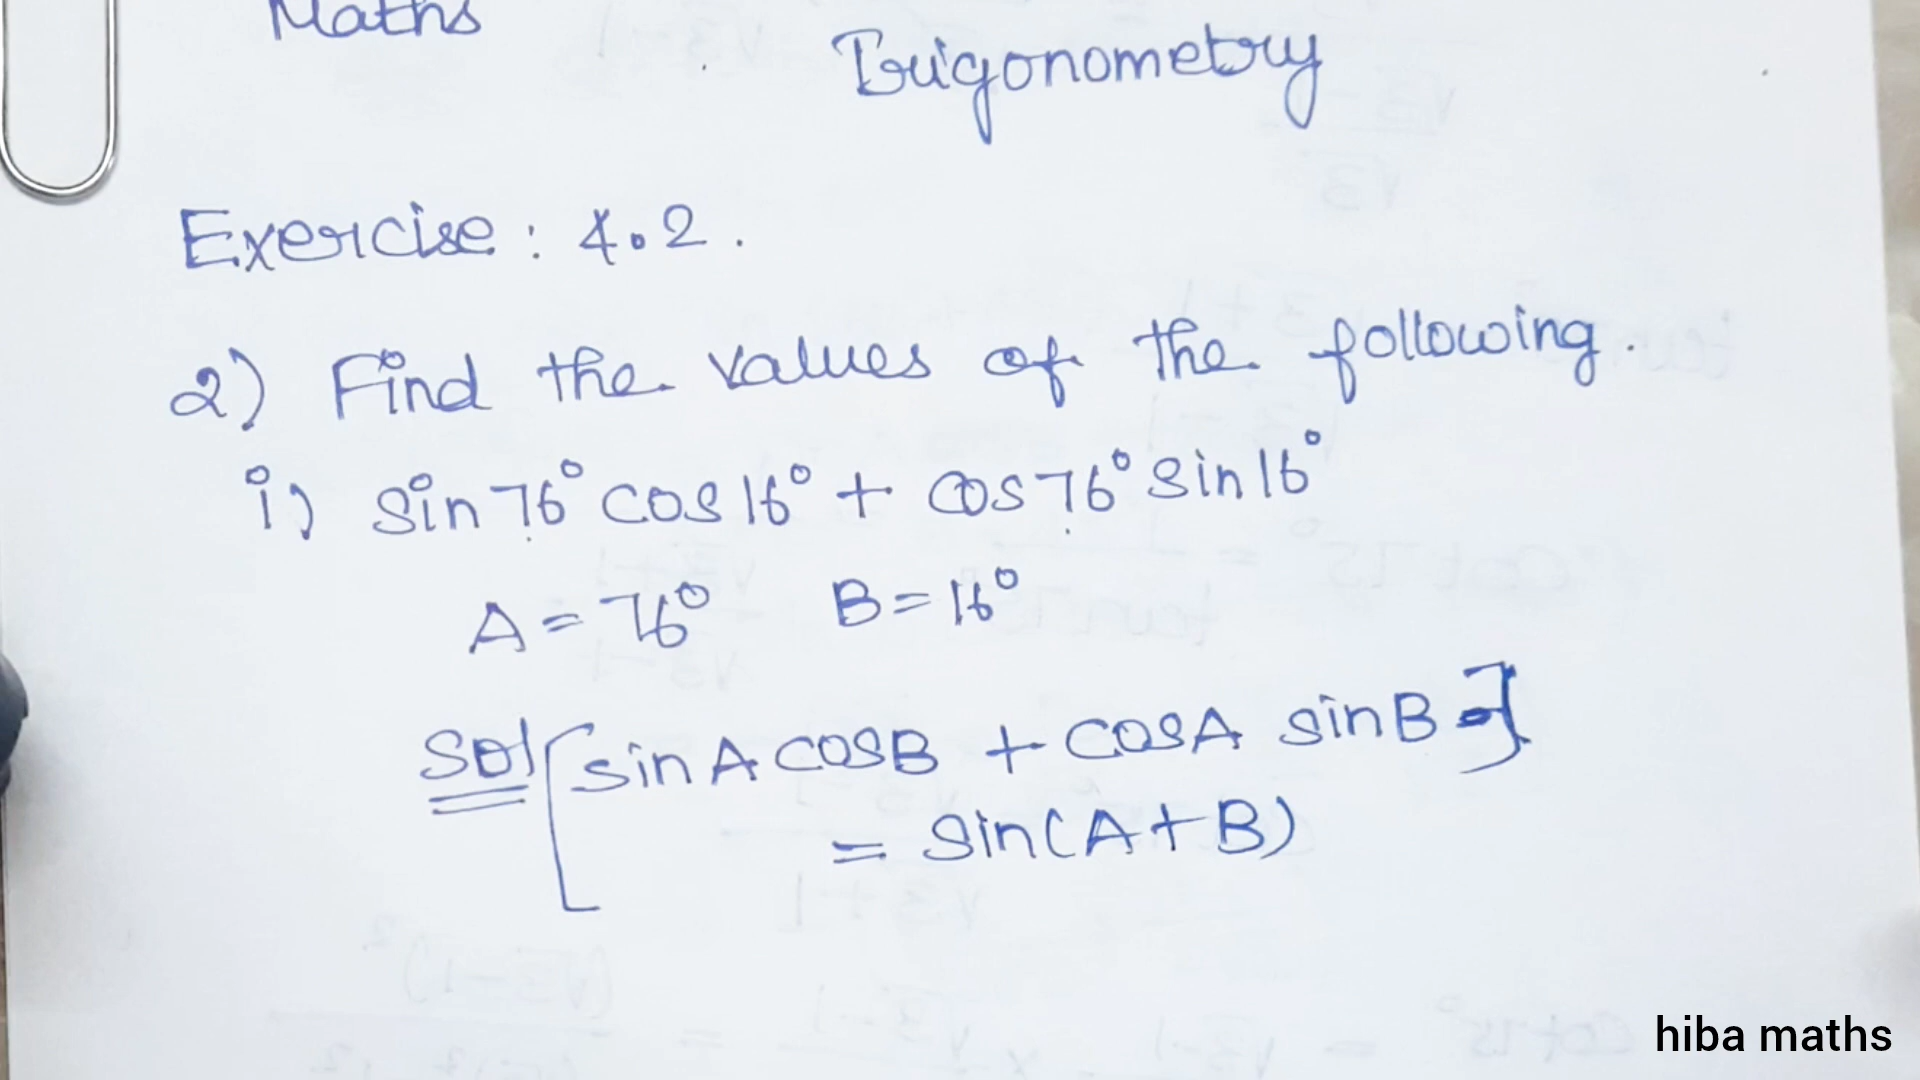 Maths
Trigonometry
Exercise : 4.2.
2) Find the values of the following.
i) sin 76° cos 16° + cos 76° sin 16°
A = 76° B = 16°
Sol [sin A cos B + cos A sin B]
= sin(A+B)
hiba maths